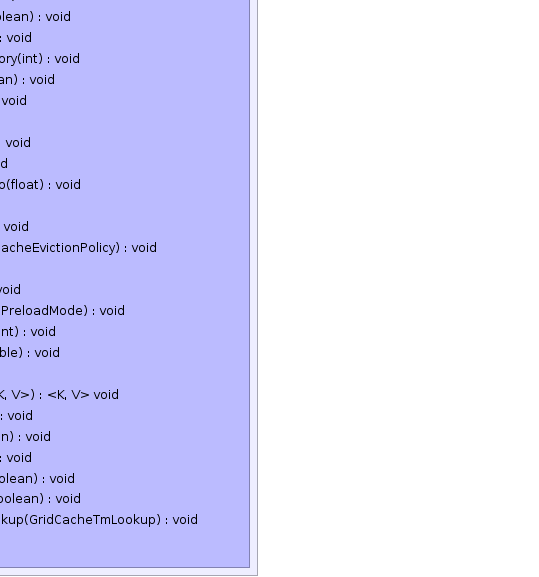 olean) : void
: void
ory(int) : void
an) : void
void
: void
d
o(float) : void
void
acheEvictionPolicy) : void
void
PreloadMode) : void
nt) : void
ble) : void
K, V>) : <K, V> void
: void
n) : void
: void
olean) : void
oolean) : void
kup(GridCacheTmLookup) : void